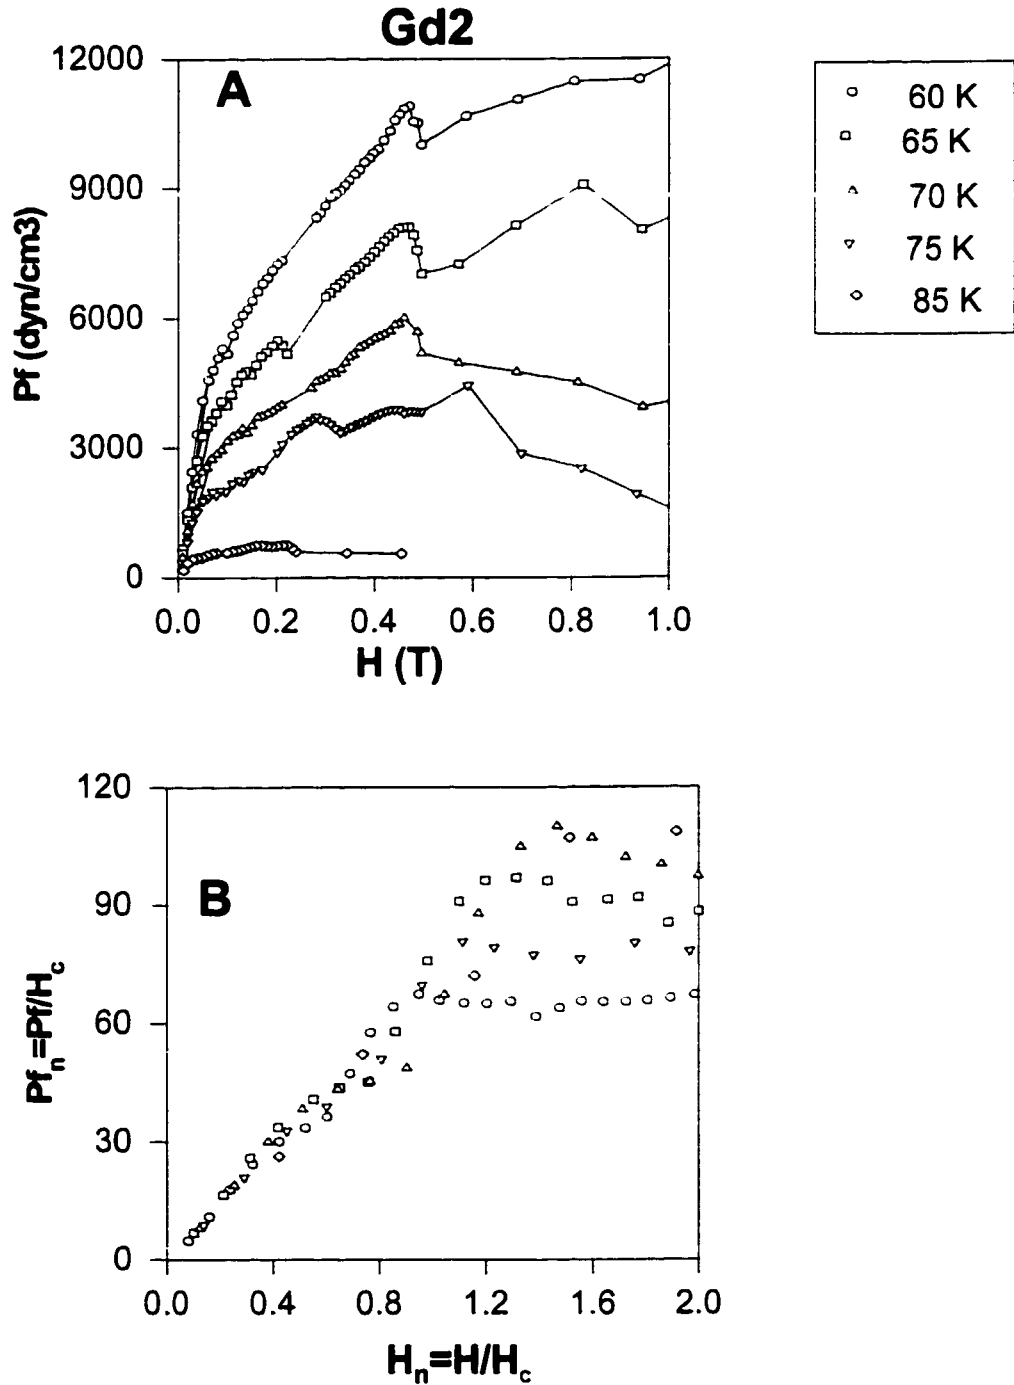 Gd2
12000
A
9000
6000
3000
0
Pf (dyn/cm3)
0.0 0.2 0.4 0.6 0.8 1.0
H (T)
60 K
65 K
70 K
75 K
85 K
120
90
B
60
30
0
Pfn=Pf/Hc
0.0 0.4 0.8 1.2 1.6 2.0
Hn=H/Hc